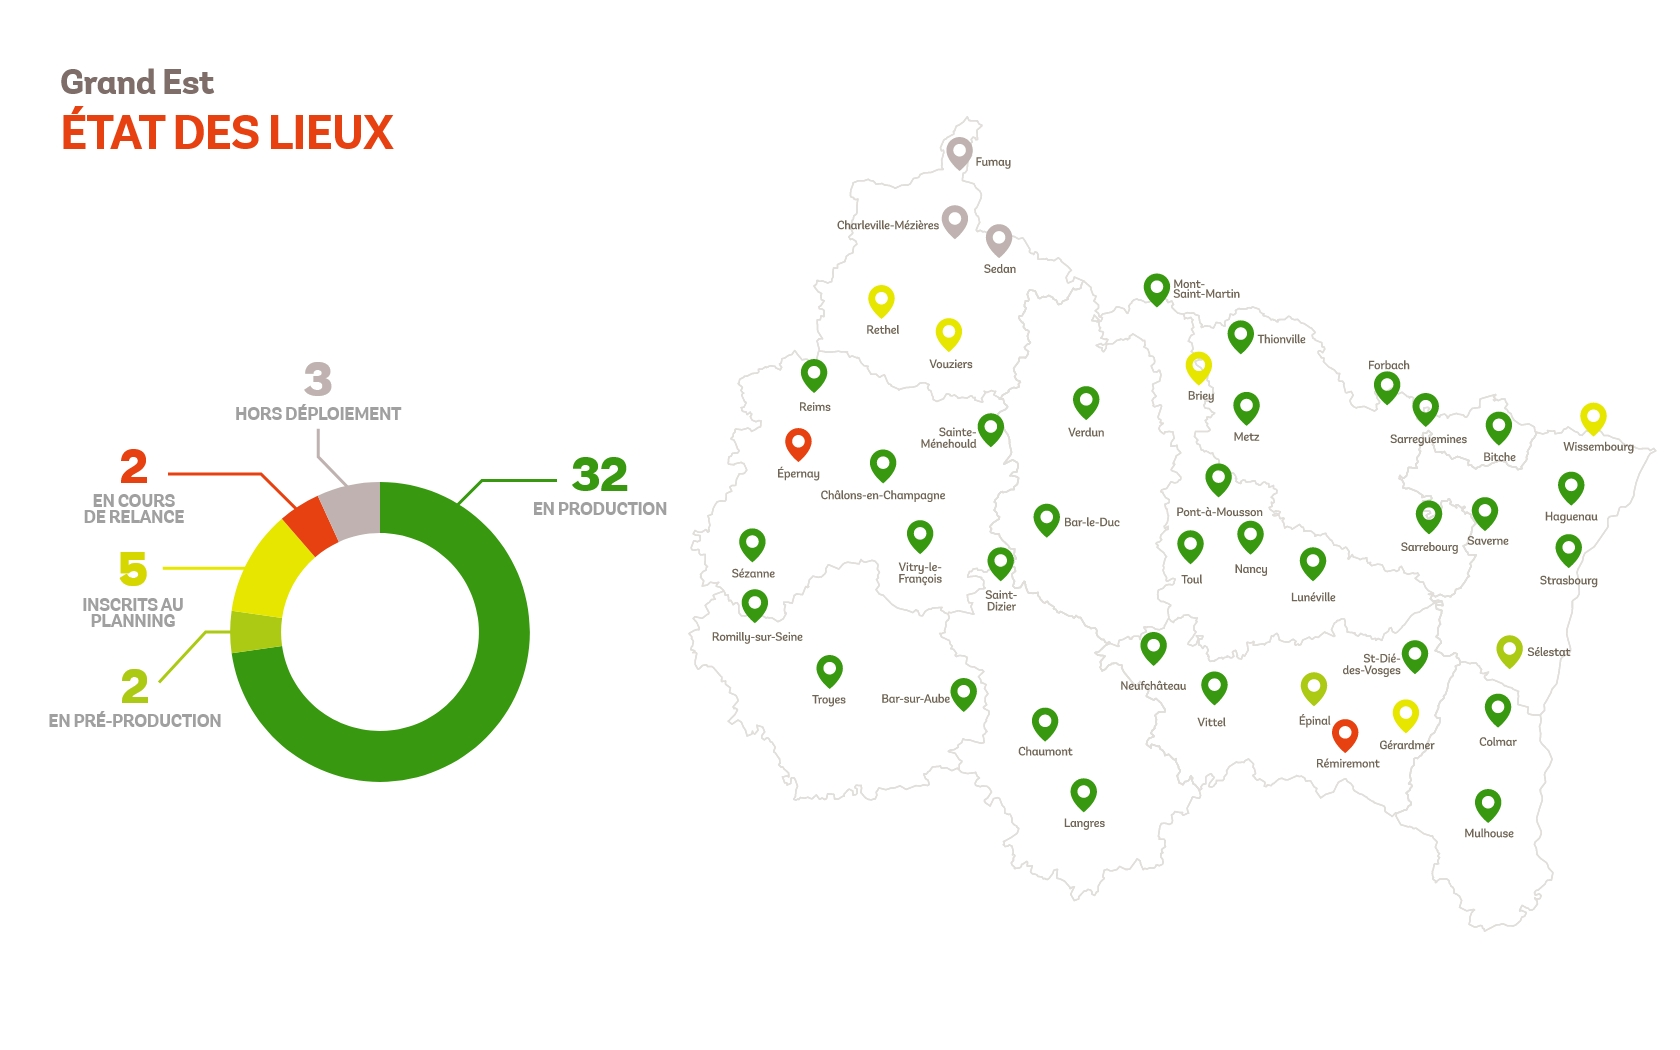 Grand Est
ÉTAT DES LIEUX
3
HORS DÉPLOIEMENT
2
EN COURS
DE RELANCE
32
EN PRODUCTION
5
INSCRITS AU
PLANNING
2
EN PRÉ-PRODUCTION
Fumay
Charleville-Mézières
Sedan
Rethel
Vouziers
Mont-
Saint-Martin
Thionville
Briey
Forbach
Reims
Metz
Verdun
Sainte-
Ménehould
Sarreguemines
Bitche
Wissembourg
Épernay
Châlons-en-Champagne
Pont-à-Mousson
Haguenau
Bar-le-Duc
Sarrebourg
Saverne
Sézanne
Vitry-le-
François
Toul
Nancy
Strasbourg
Saint-
Dizier
Lunéville
Romilly-sur-Seine
Neufchâteau
St-Dié-
des-Vosges
Sélestat
Troyes
Bar-sur-Aube
Vittel
Épinal
Gérardmer
Colmar
Chaumont
Rémiremont
Langres
Mulhouse